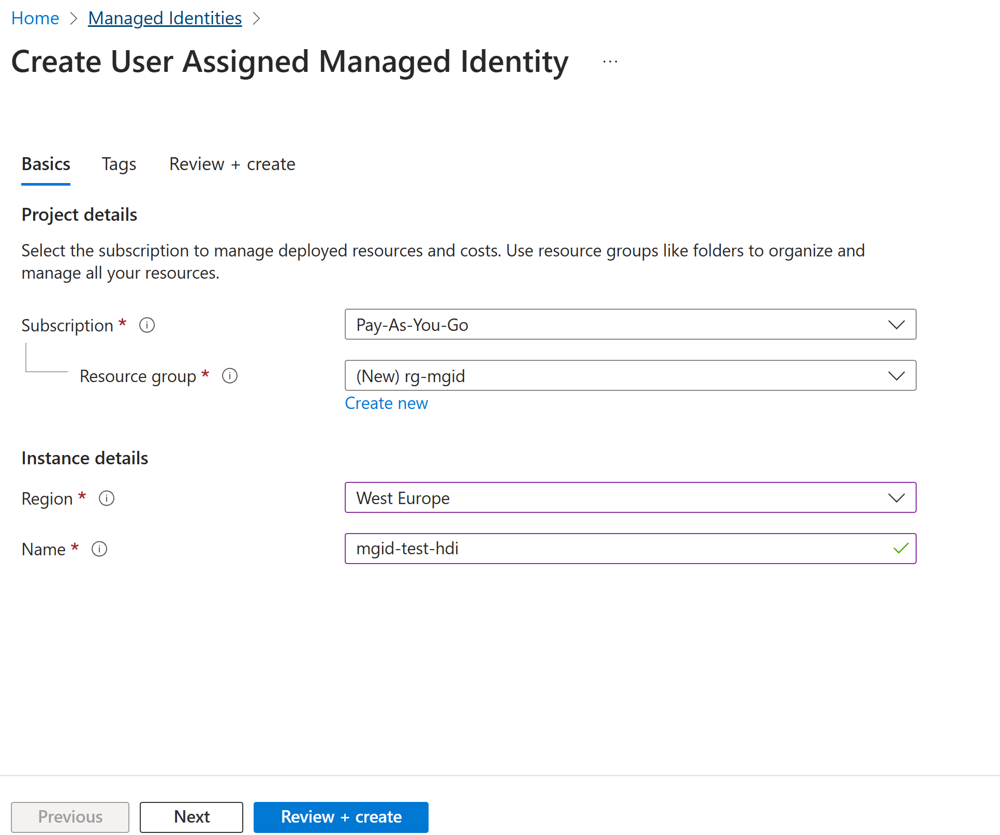 Home > Managed Identities >
Create User Assigned Managed Identity ...
Basics Tags Review + create
Project details
Select the subscription to manage deployed resources and costs. Use resource groups like folders to organize and
manage all your resources.
Subscription * Pay-As-You-Go
Resource group * (New) rg-mgid
Create new
Instance details
Region * West Europe
Name * mgid-test-hdi
Previous Next Review + create